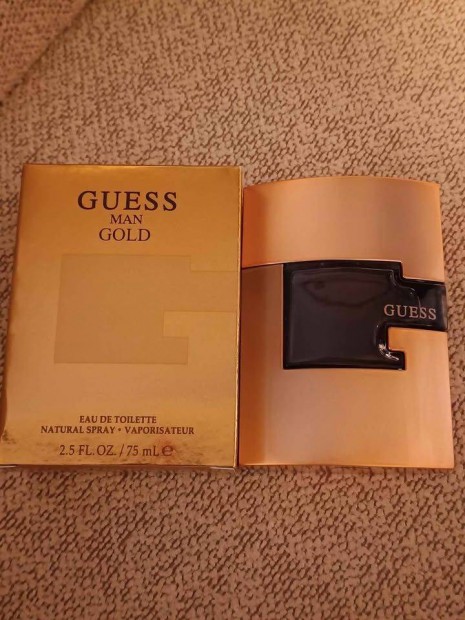 GUESS
MAN
GOLD
EAU DE TOILETTE
NATURAL SPRAY • VAPORISATEUR
2.5 FL. OZ. / 75 mL ℮
GUESS